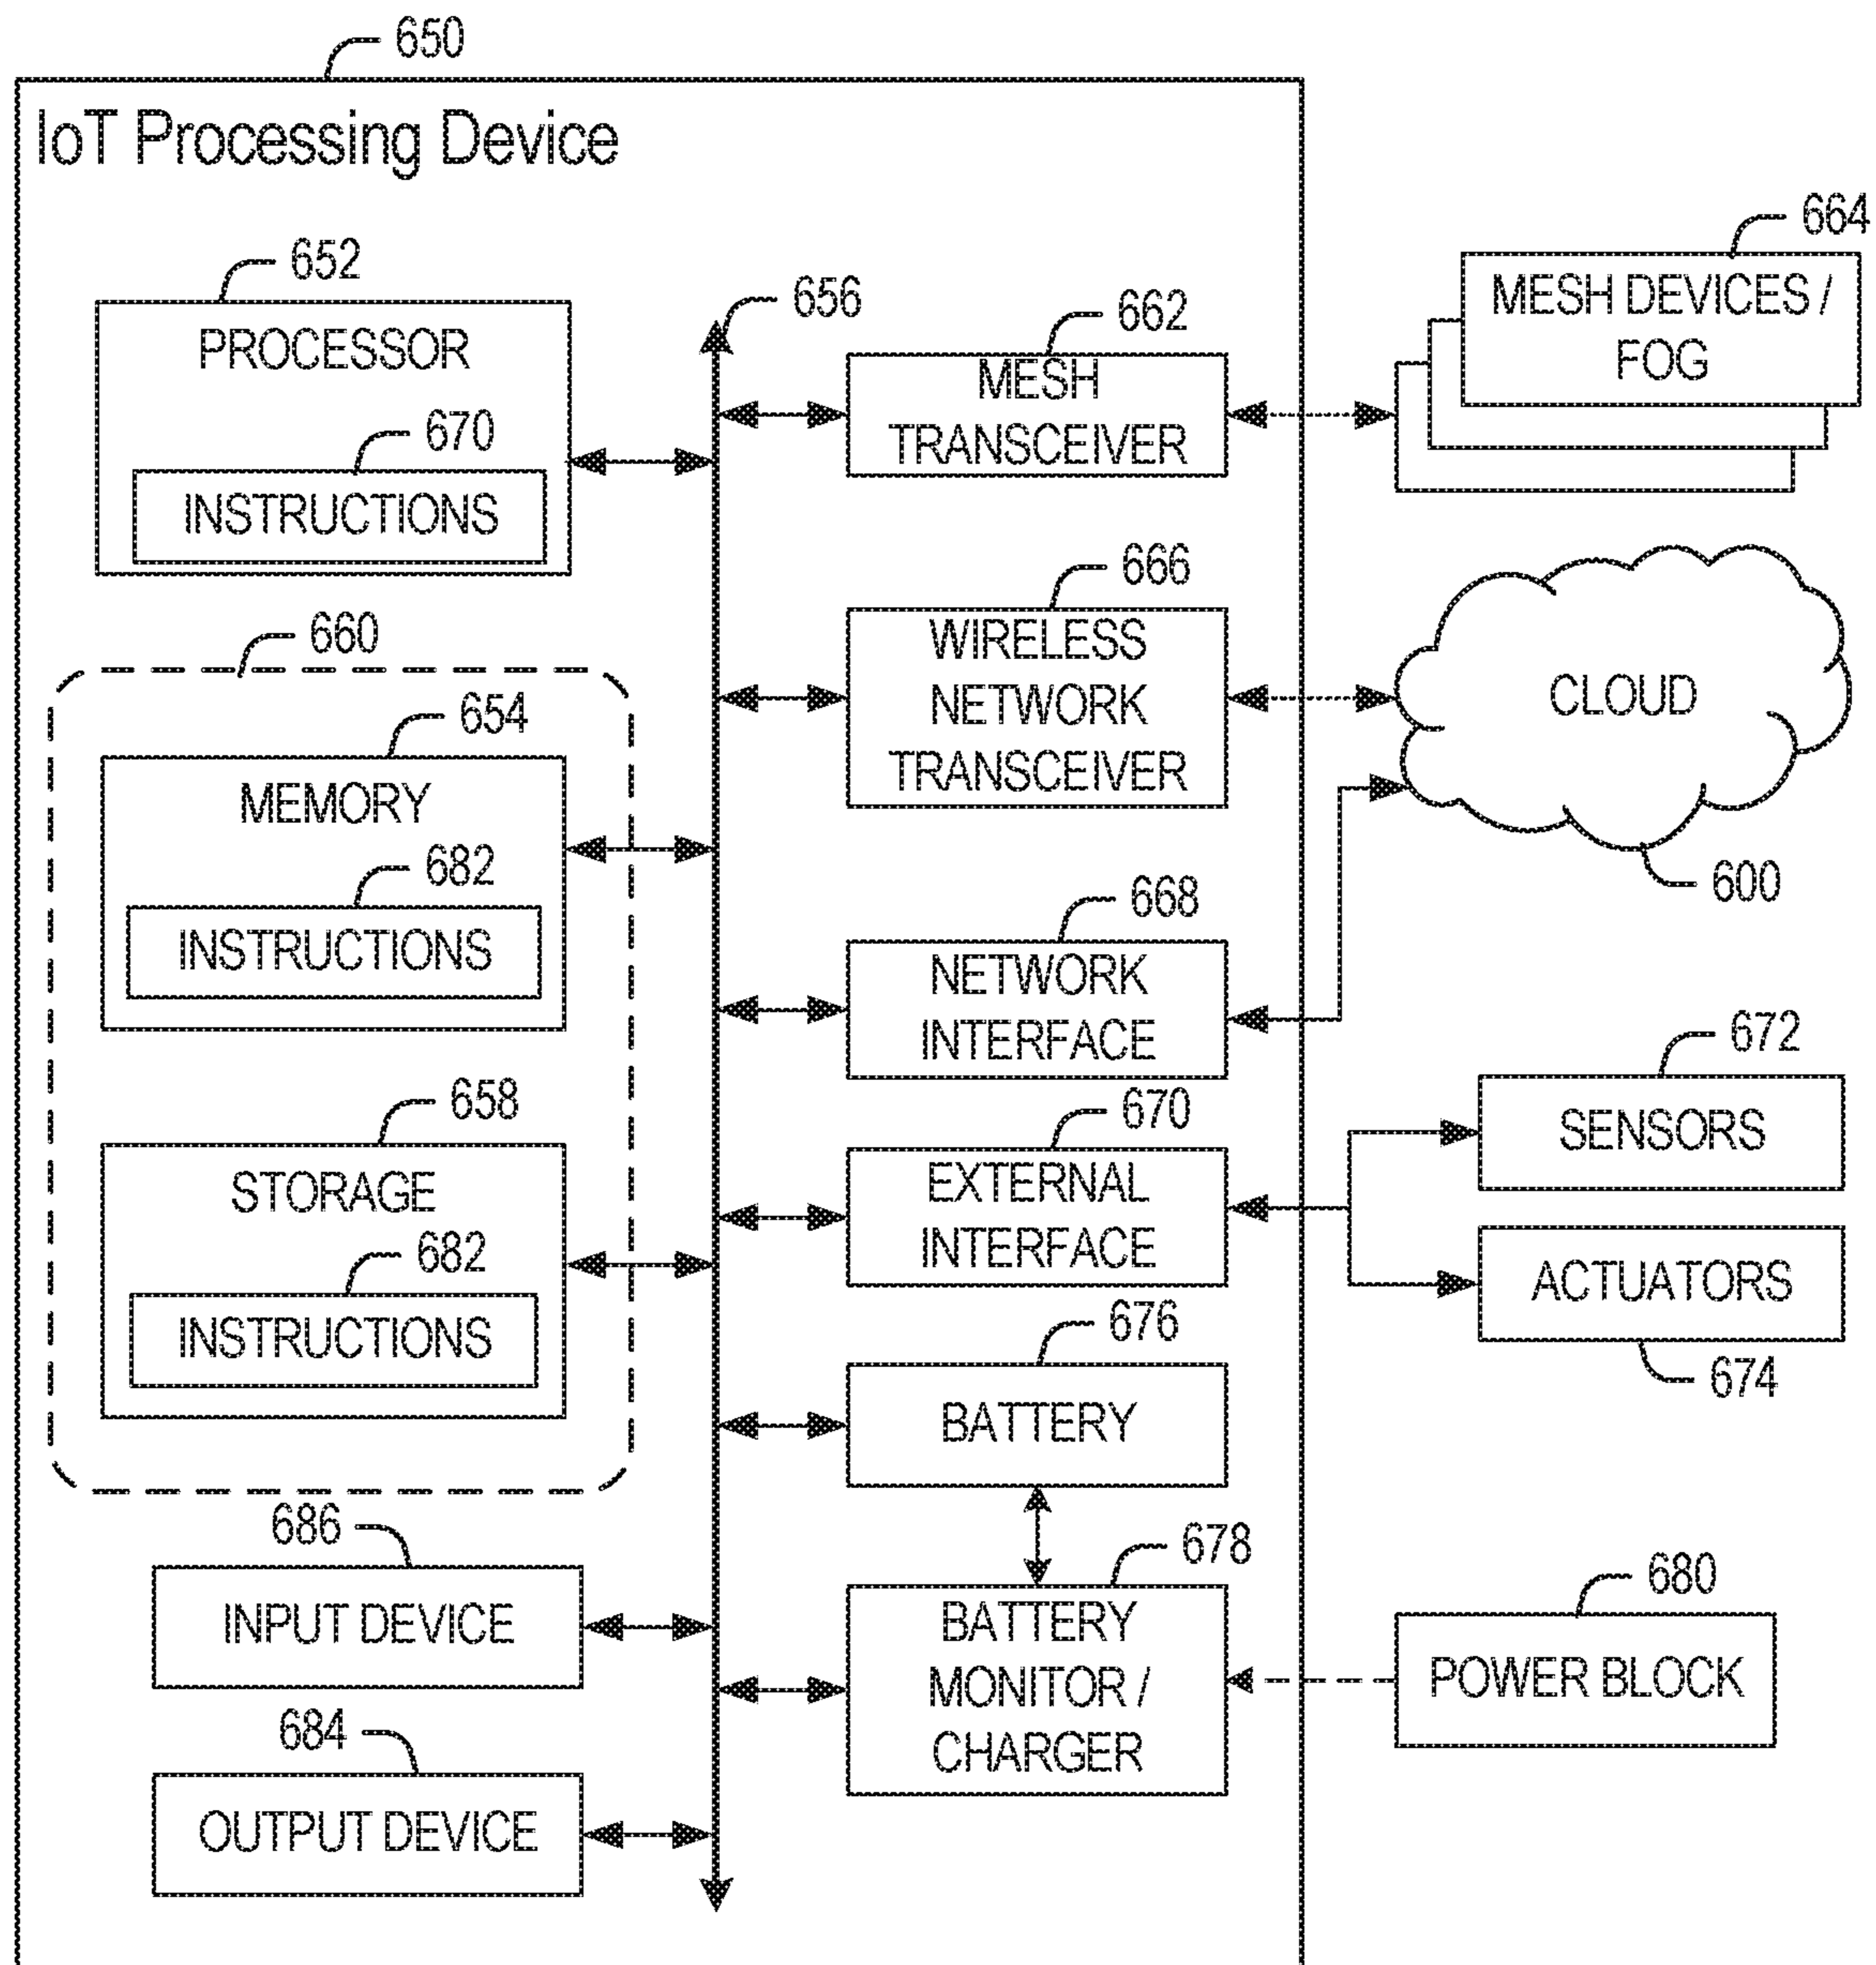 650
IoT Processing Device
652
PROCESSOR
670
INSTRUCTIONS
660
654
MEMORY
682
INSTRUCTIONS
658
STORAGE
682
INSTRUCTIONS
686
INPUT DEVICE
684
OUTPUT DEVICE
656
662
MESH
TRANSCEIVER
666
WIRELESS
NETWORK
TRANSCEIVER
668
NETWORK
INTERFACE
670
EXTERNAL
INTERFACE
676
BATTERY
678
BATTERY
MONITOR /
CHARGER
664
MESH DEVICES /
FOG
CLOUD
600
672
SENSORS
ACTUATORS
674
680
POWER BLOCK